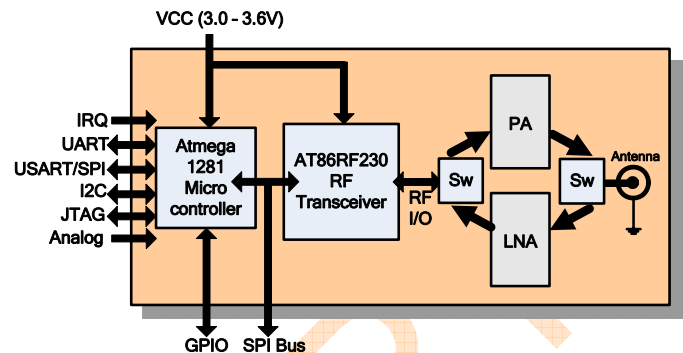 VCC (3.0 - 3.6V)
IRQ
UART
USART/SPI
I2C
JTAG
Analog
Atmega
1281
Micro
controller
AT86RF230
RF
Transceiver
RF
I/O
Sw
PA
LNA
Sw
Antenna
GPIO
SPI Bus